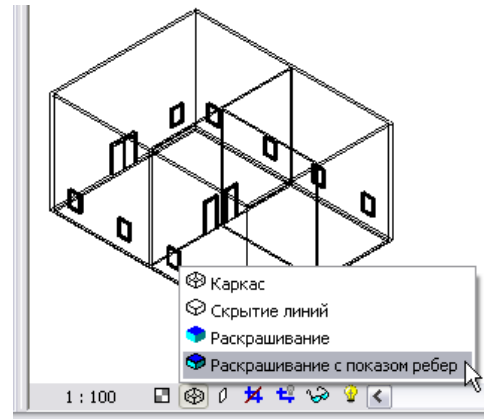 Каркас
Скрытие линий
Раскрашивание
Раскрашивание с показом ребер
1 : 100